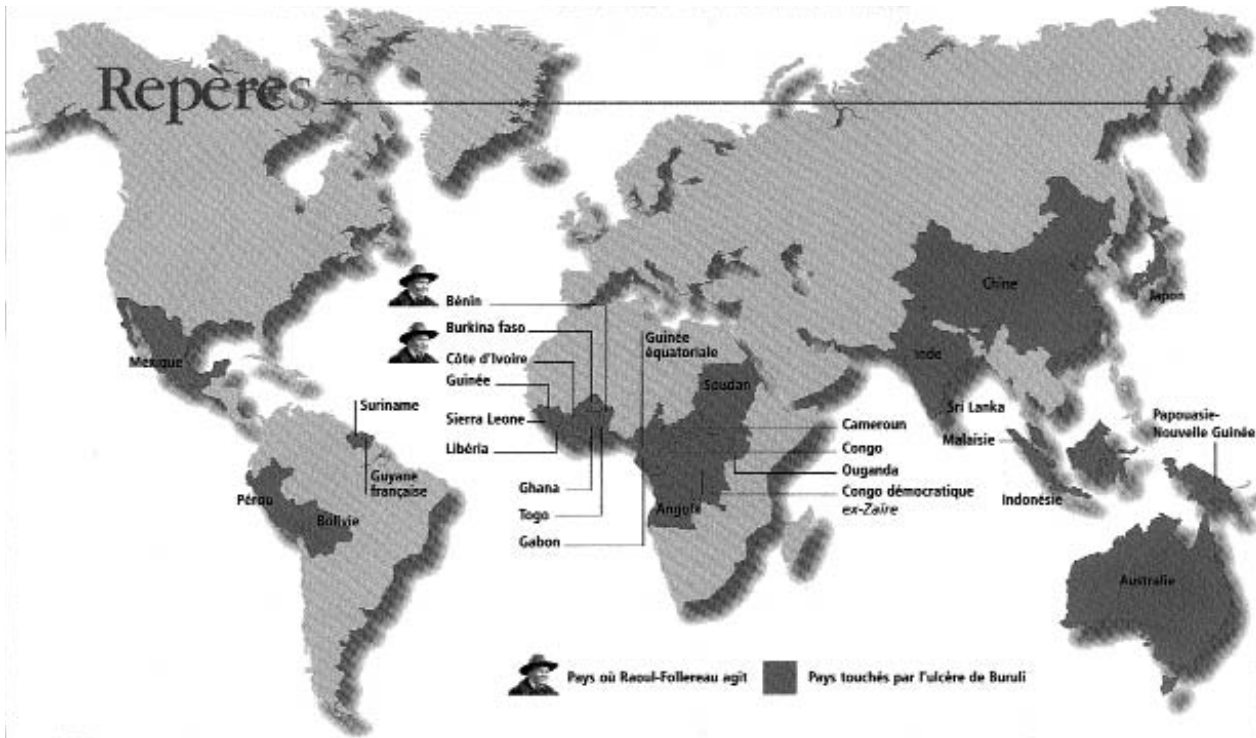 Repères
Bénin
Burkina faso
Côte d'Ivoire
Guinée
Sierra Leone
Libéria
Ghana
Togo
Gabon
Guinée
équatoriale
Soudan
Cameroun
Congo
Ouganda
Congo démocratique
ex-Zaïre
Angola
Mexique
Suriname
Guyane
française
Pérou
Bolivie
Chine
Japon
Inde
Sri Lanka
Malaisie
Indonésie
Papouasie-
Nouvelle Guinée
Australie
Pays où Raoul-Follereau agit
Pays touchés par l'ulcère de Buruli